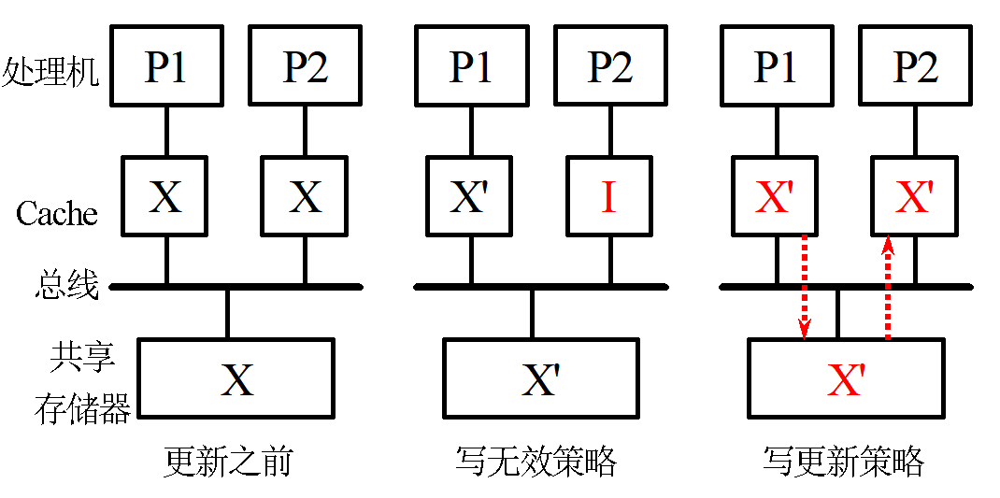 处理机 P1 P2 P1 P2 P1 P2
Cache X X X' I X' X'
总线
共享
存储器 X X' X'
更新之前 写无效策略 写更新策略